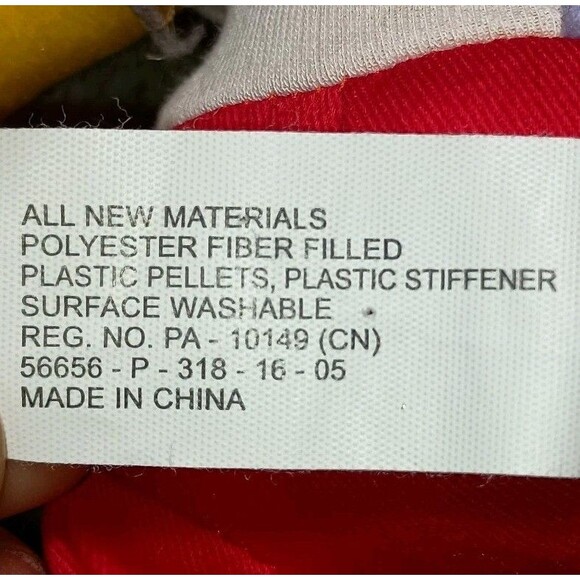 ALL NEW MATERIALS
POLYESTER FIBER FILLED
PLASTIC PELLETS, PLASTIC STIFFENER
SURFACE WASHABLE
REG. NO. PA - 10149 (CN)
56656 - P - 318 - 16 - 05
MADE IN CHINA